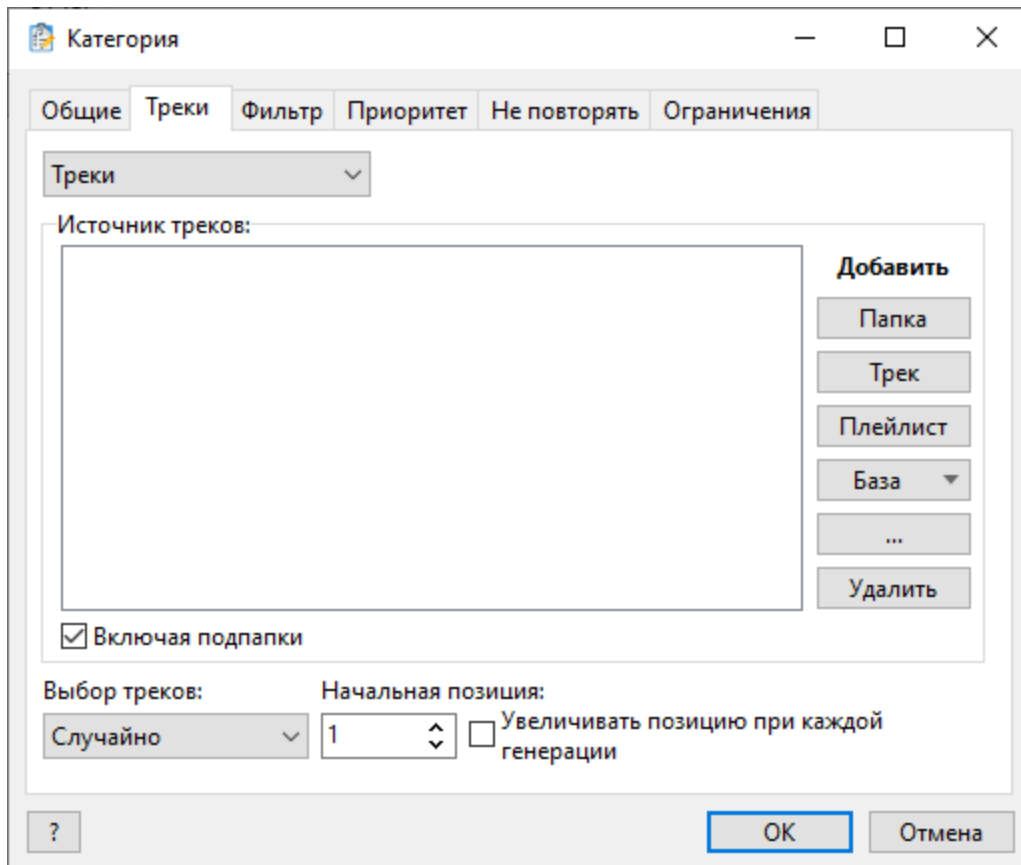 Категория
Общие Треки Фильтр Приоритет Не повторять Ограничения
Треки
Источник треков:
Добавить
Папка
Трек
Плейлист
База
...
Удалить
Включая подпапки
Выбор треков: Начальная позиция:
Случайно 1 Увеличивать позицию при каждой
генерации
? OK Отмена